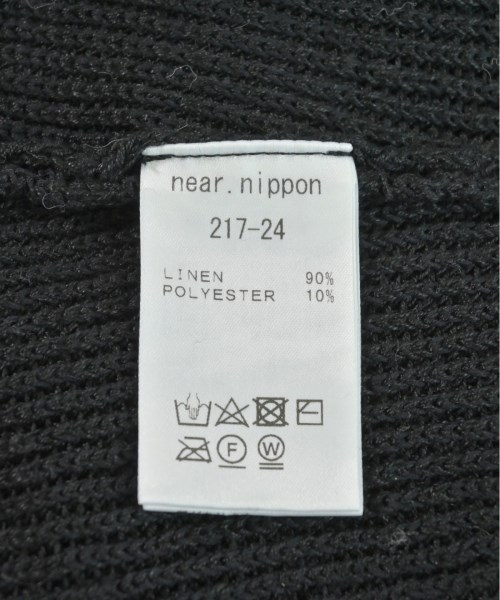 near.nippon
217-24
LINEN 90%
POLYESTER 10%
F W